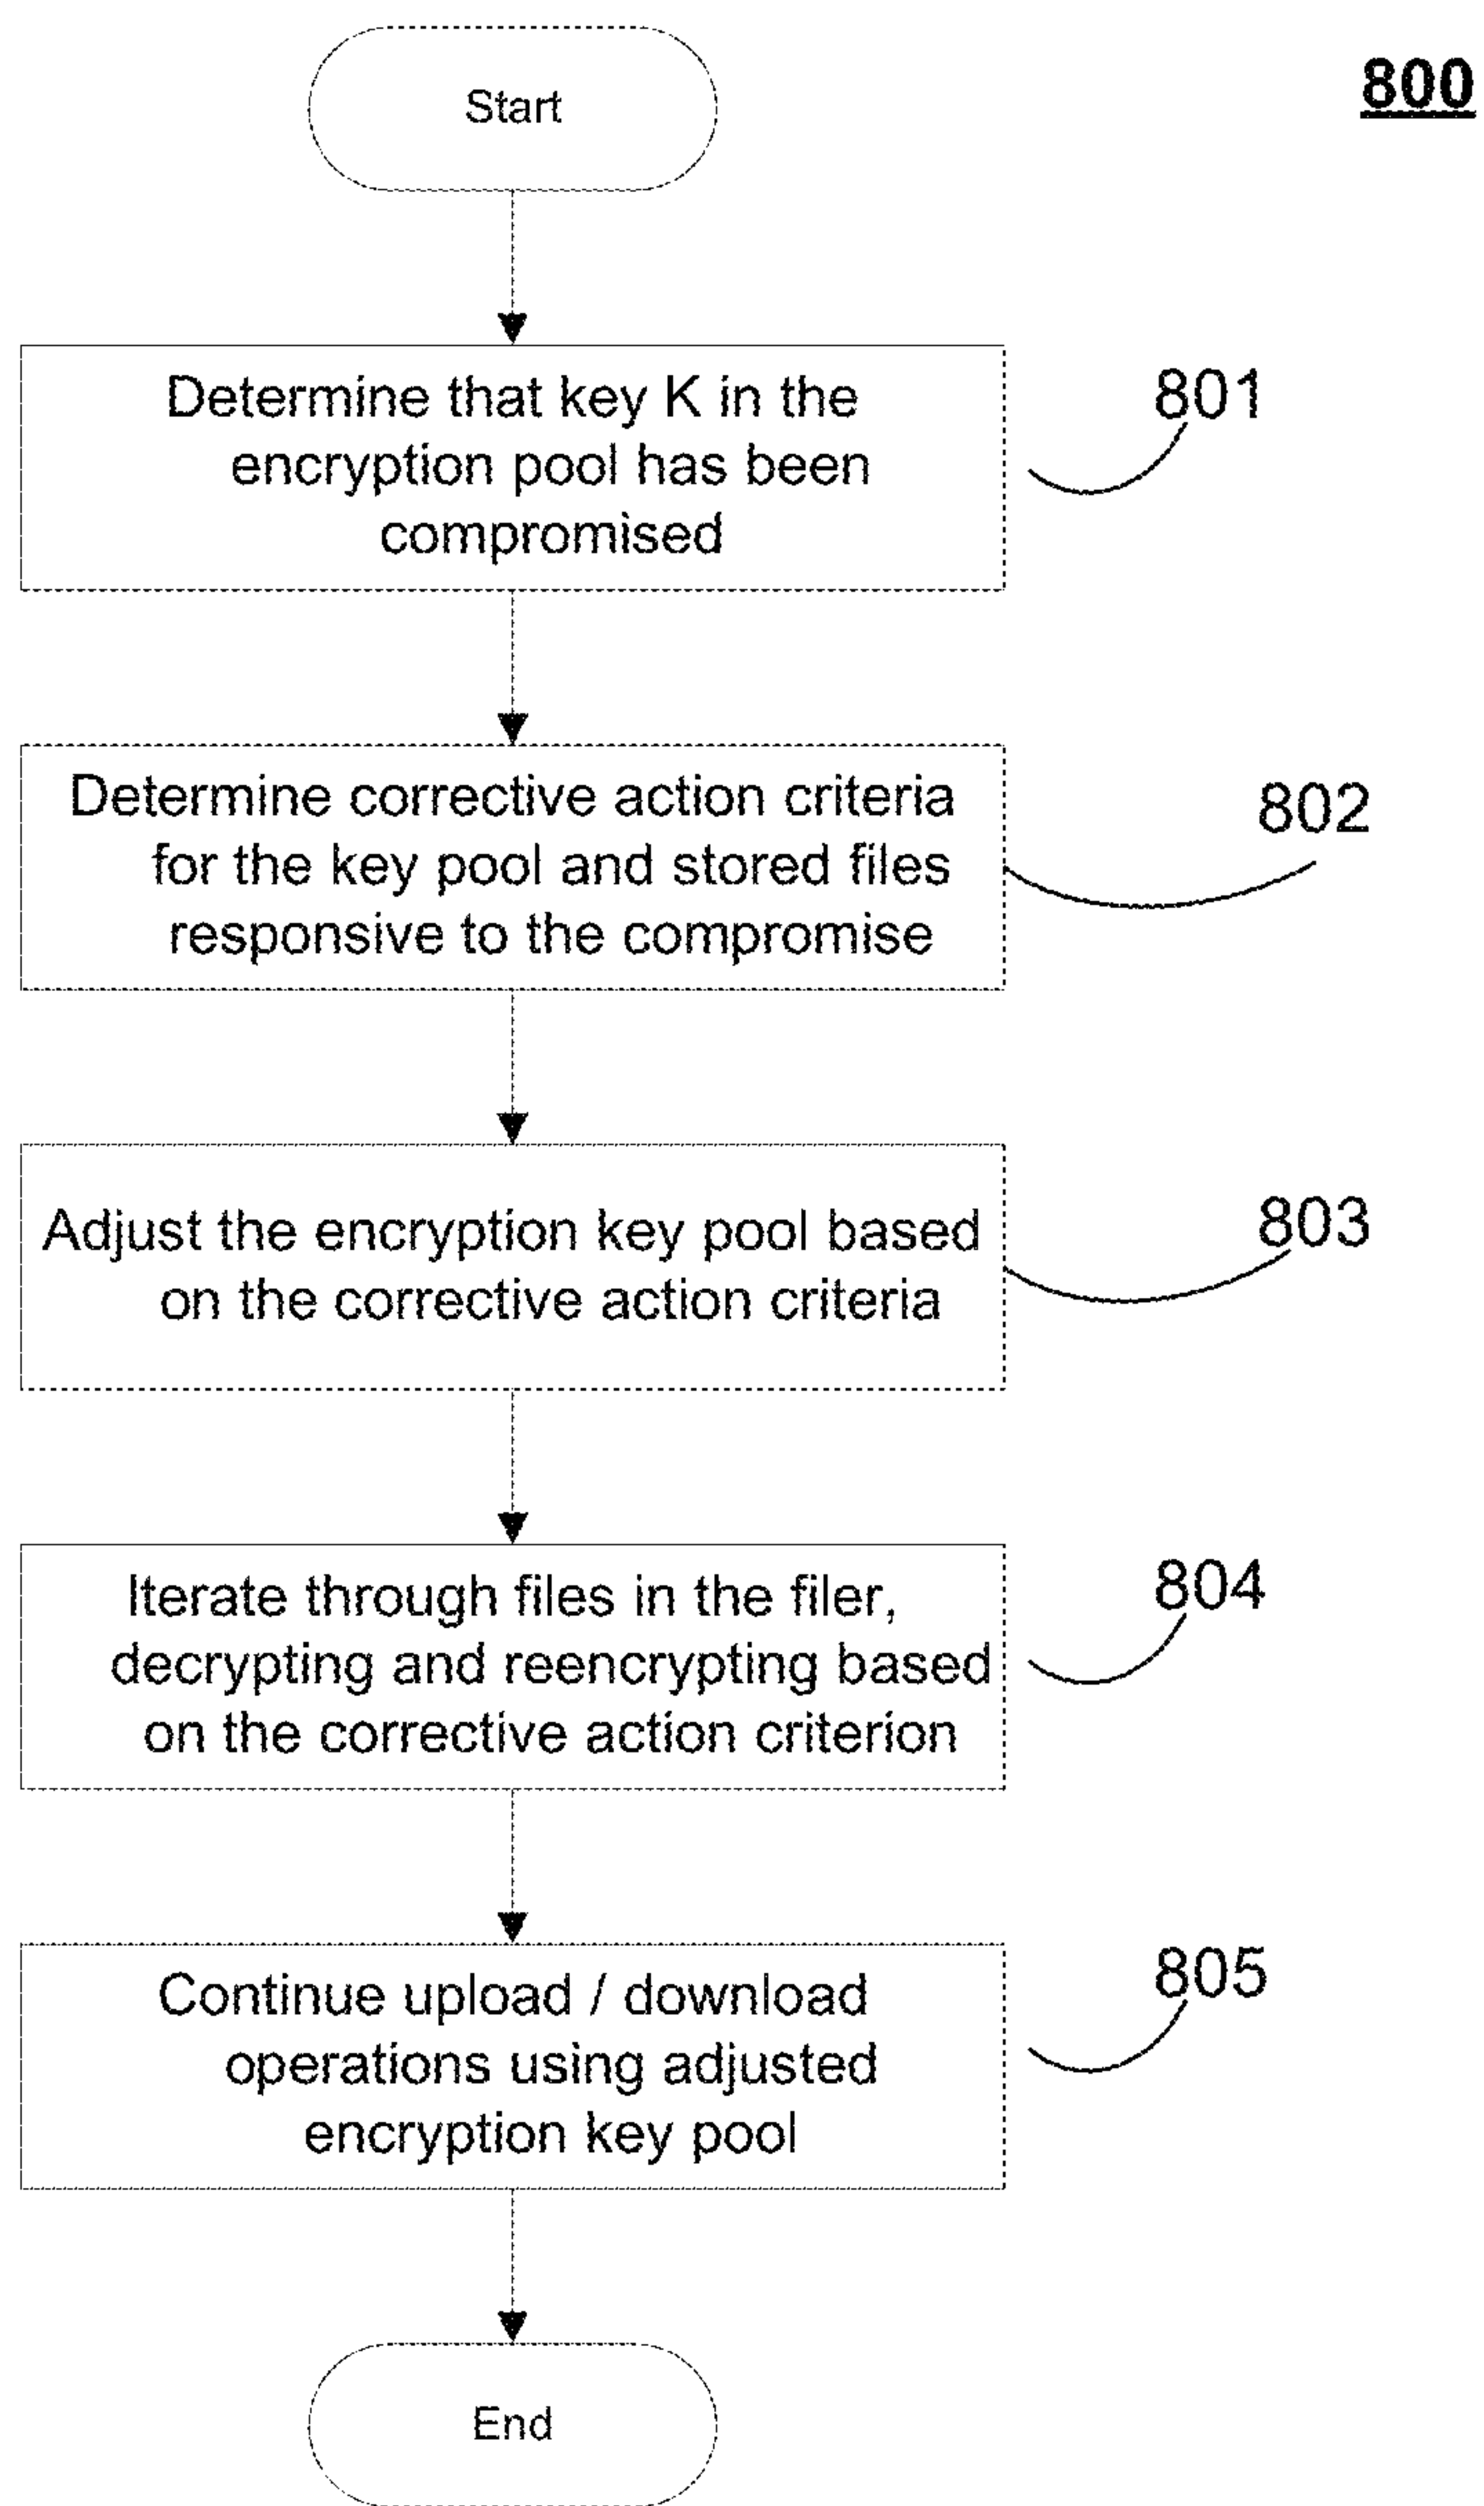 Start
800
Determine that key K in the
encryption pool has been
compromised
801
Determine corrective action criteria
for the key pool and stored files
responsive to the compromise
802
Adjust the encryption key pool based
on the corrective action criteria
803
Iterate through files in the filer,
decrypting and reencrypting based
on the corrective action criterion
804
Continue upload / download
operations using adjusted
encryption key pool
805
End